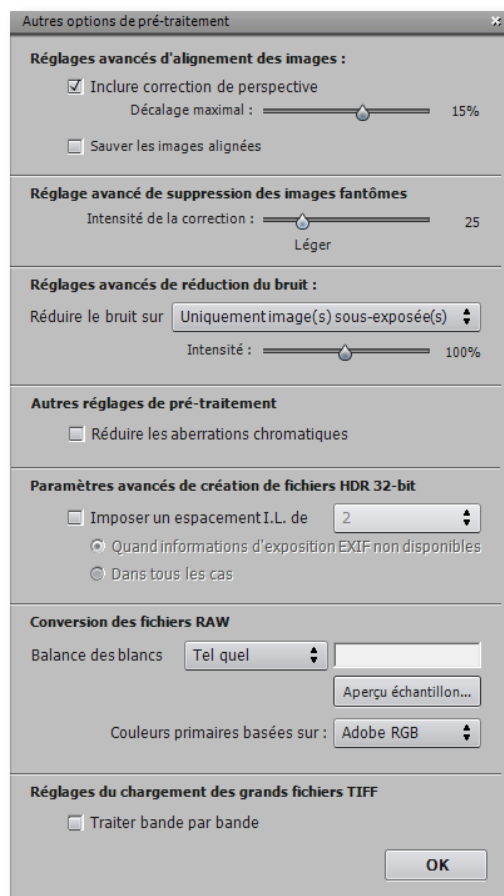 Autres options de pré-traitement
Réglages avancés d'alignement des images :
Inclure correction de perspective
Décalage maximal : 15%
Sauver les images alignées
Réglage avancé de suppression des images fantômes
Intensité de la correction : 25
Léger
Réglages avancés de réduction du bruit :
Réduire le bruit sur Uniquement image(s) sous-exposée(s)
Intensité : 100%
Autres réglages de pré-traitement
Réduire les aberrations chromatiques
Paramètres avancés de création de fichiers HDR 32-bit
Imposer un espacement I.L. de 2
Quand informations d'exposition EXIF non disponibles
Dans tous les cas
Conversion des fichiers RAW
Balance des blancs Tel quel
Aperçu échantillon...
Couleurs primaires basées sur : Adobe RGB
Réglages du chargement des grands fichiers TIFF
Traiter bande par bande
OK